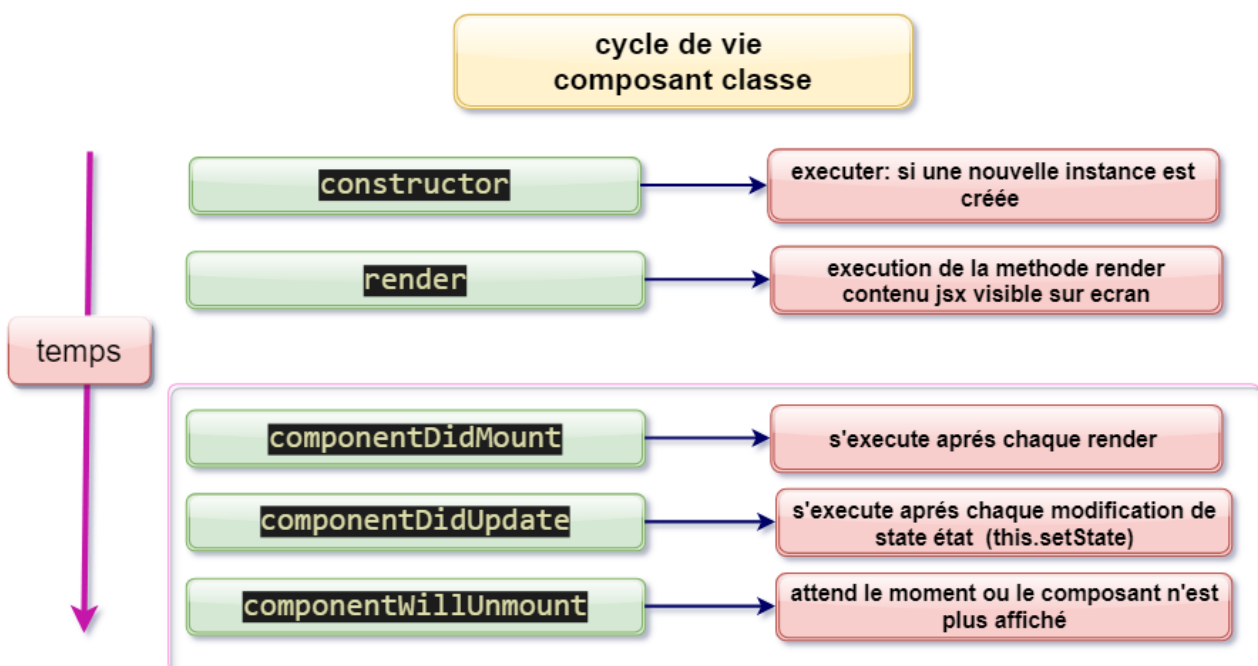 cycle de vie
composant classe
constructor
executer: si une nouvelle instance est
créée
render
execution de la methode render
contenu jsx visible sur ecran
temps
componentDidMount
s'execute aprés chaque render
componentDidUpdate
s'execute aprés chaque modification de
state état (this.setState)
componentWillUnmount
attend le moment ou le composant n'est
plus affiché